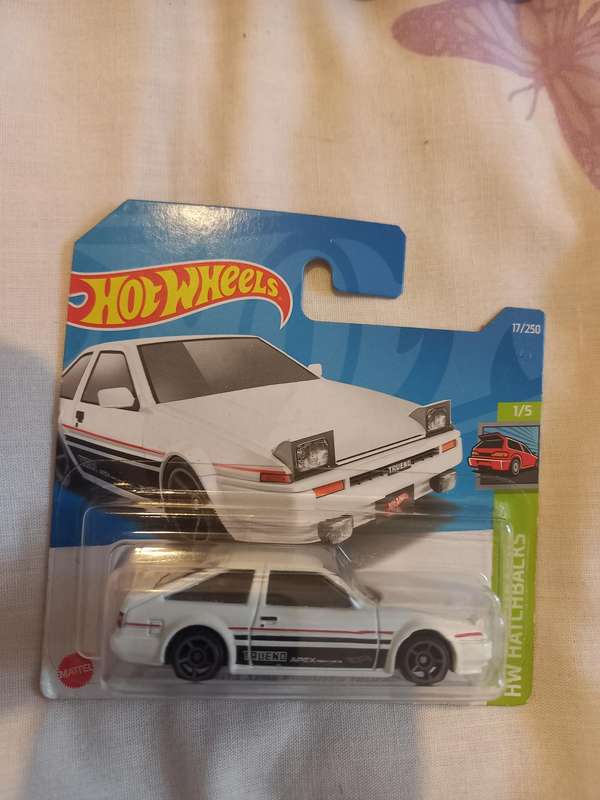 HOT WHEELS
17/250
1/5
TRUENO
HW HATCHBACKS
TRUENO APEX
MATTEL